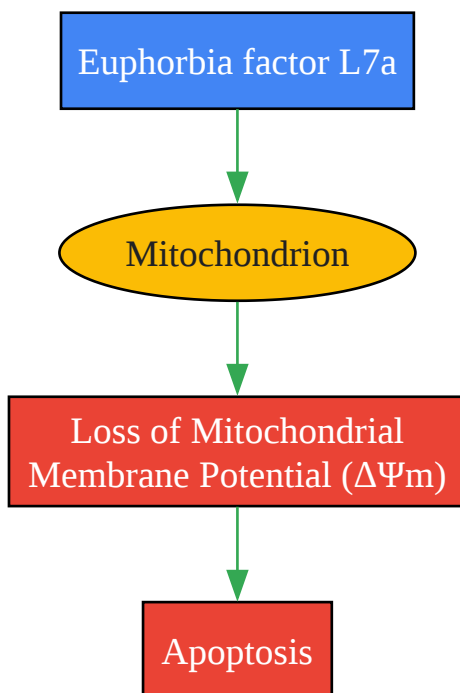 Euphorbia factor L7a
Mitochondrion
Loss of Mitochondrial
Membrane Potential (ΔΨm)
Apoptosis